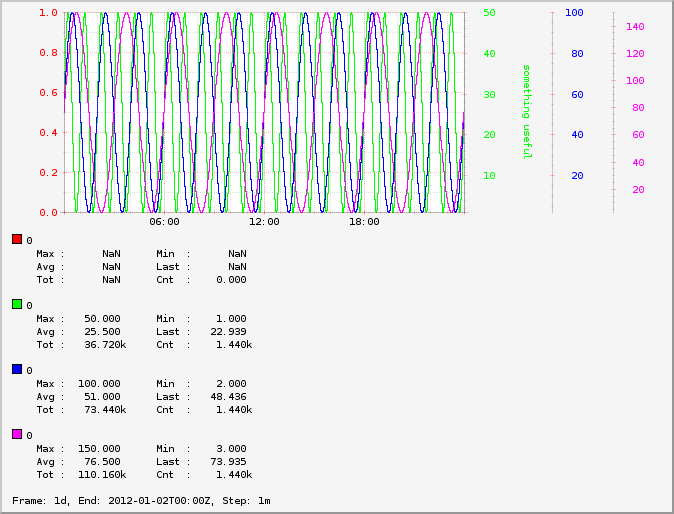 1.0 50 100
140
0.8 40 80
120
100
0.6 30 60
80
0.4 20 40
60
40
0.2 10 20
20
0.0
something useful
06:00 12:00 18:00
0
Max : NaN Min : NaN
Avg : NaN Last : NaN
Tot : NaN Cnt : 0.000
0
Max : 50.000 Min : 1.000
Avg : 25.500 Last : 22.939
Tot : 36.720k Cnt : 1.440k
0
Max : 100.000 Min : 2.000
Avg : 51.000 Last : 48.436
Tot : 73.440k Cnt : 1.440k
0
Max : 150.000 Min : 3.000
Avg : 76.500 Last : 73.935
Tot : 110.160k Cnt : 1.440k
Frame: 1d, End: 2012-01-02T00:00Z, Step: 1m